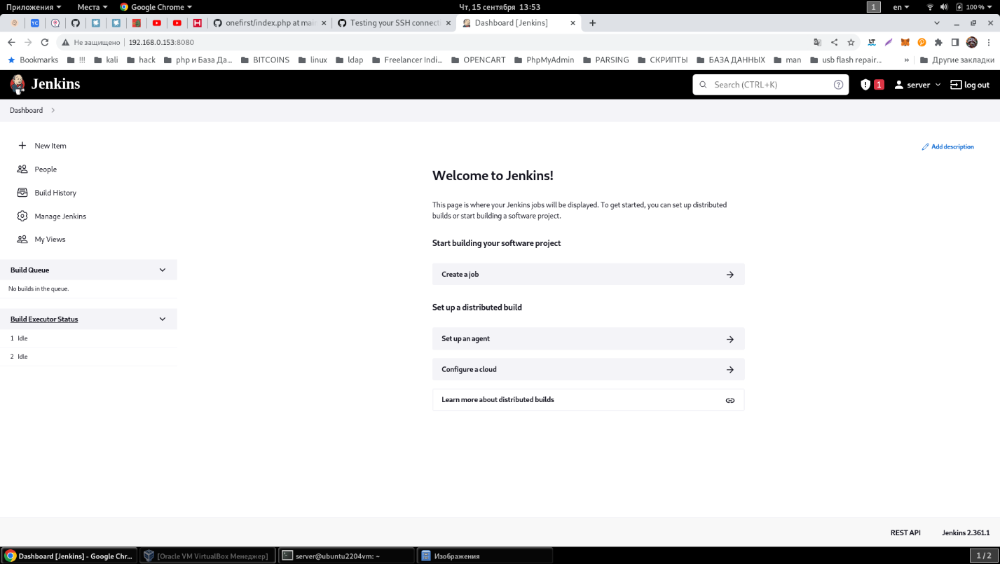 Приложения Места Google Chrome Чт, 15 сентября 13:53 1 en 100 %
onefirst/index.php at mai Testing your SSH connecti Dashboard [Jenkins]
Не защищено 192.168.0.153:8080
Bookmarks !!! kali hack php и База Да... BITCOINS linux ldap Freelancer Indi... OPENCART PhpMyAdmin PARSING СКРИПТЫ БАЗА ДАННЫХ man usb flash repair... » Другие закладки
Jenkins Search (CTRL+K) 1 server log out
Dashboard
New Item
Add description
People
Build History
Manage Jenkins
My Views
Build Queue
No builds in the queue.
Build Executor Status
1 Idle
2 Idle
Welcome to Jenkins!
This page is where your Jenkins jobs will be displayed. To get started, you can set up distributed
builds or start building a software project.
Start building your software project
Create a job
Set up a distributed build
Set up an agent
Configure a cloud
Learn more about distributed builds
REST API Jenkins 2.361.1
Dashboard [Jenkins] - Google Chr... [Oracle VM VirtualBox Менеджер] server@ubuntu2204vm: ~ Изображения 1 / 2